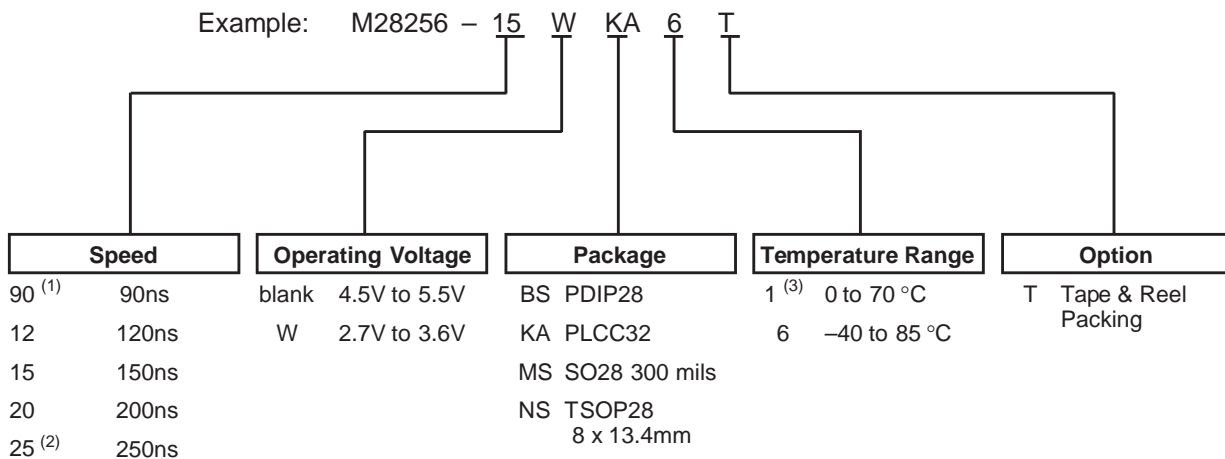 Example: M28256 – 15 W KA 6 T
Speed
90 (1) 90ns
12 120ns
15 150ns
20 200ns
25 (2) 250ns
Operating Voltage
blank 4.5V to 5.5V
W 2.7V to 3.6V
Package
BS PDIP28
KA PLCC32
MS SO28 300 mils
NS TSOP28
8 x 13.4mm
Temperature Range
1 (3) 0 to 70 °C
6 –40 to 85 °C
Option
T Tape & Reel
Packing